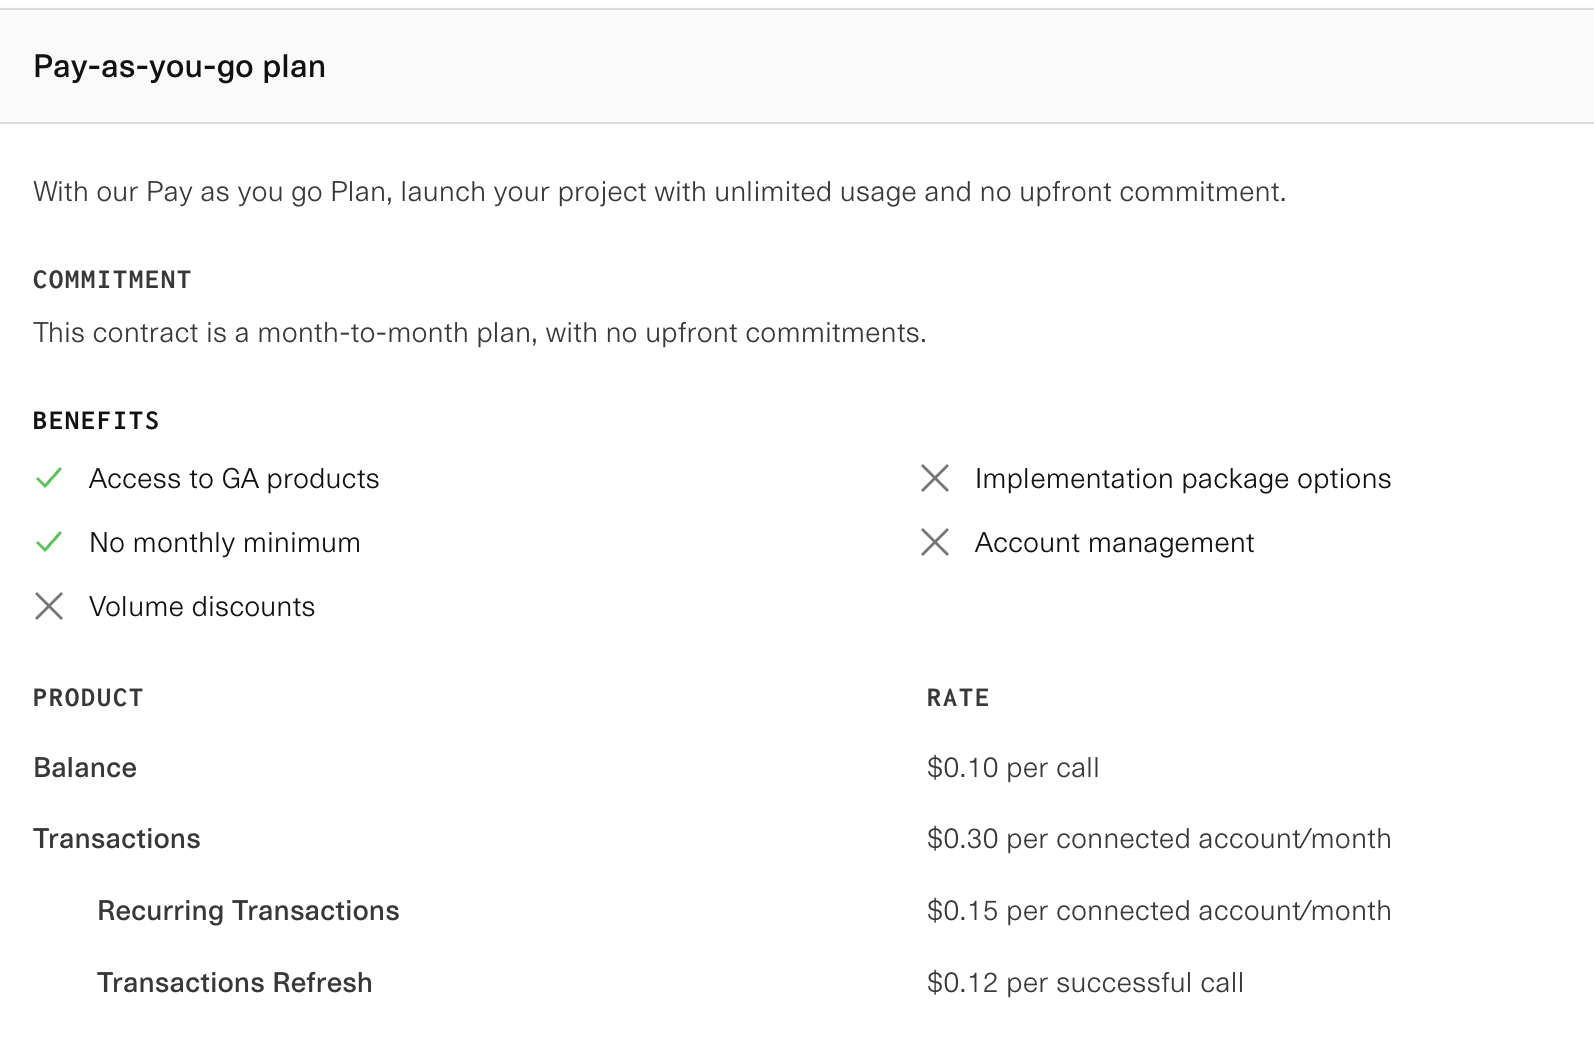 Pay-as-you-go plan
With our Pay as you go Plan, launch your project with unlimited usage and no upfront commitment.
COMMITMENT
This contract is a month-to-month plan, with no upfront commitments.
BENEFITS
Access to GA products
No monthly minimum
Volume discounts
Implementation package options
Account management
PRODUCT RATE
Balance $0.10 per call
Transactions $0.30 per connected account/month
Recurring Transactions $0.15 per connected account/month
Transactions Refresh $0.12 per successful call